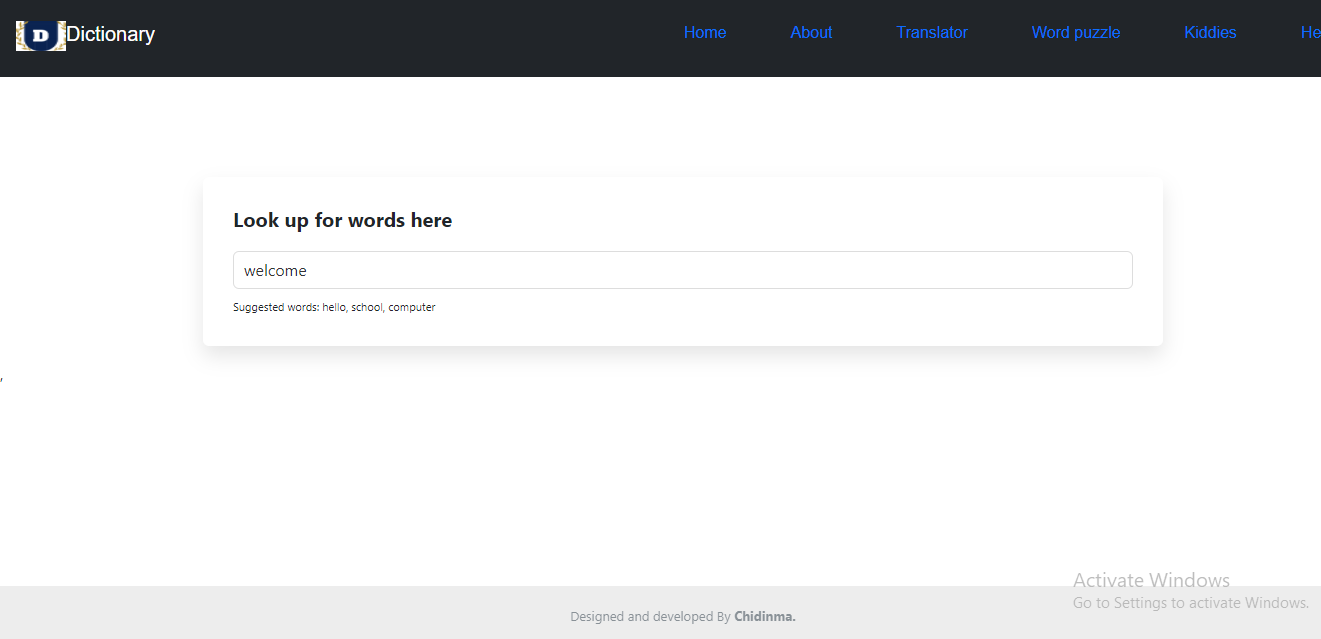 D Dictionary Home About Translator Word puzzle Kiddies He
Look up for words here
welcome
Suggested words: hello, school, computer
,
Activate Windows
Go to Settings to activate Windows.
Designed and developed By Chidinma.